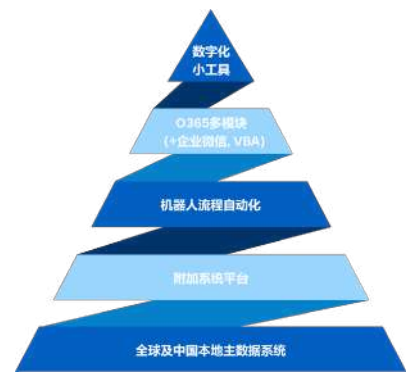 数字化
小工具
O365多模块
(+企业微信, VBA)
机器人流程自动化
附加系统平台
全球及中国本地主数据系统